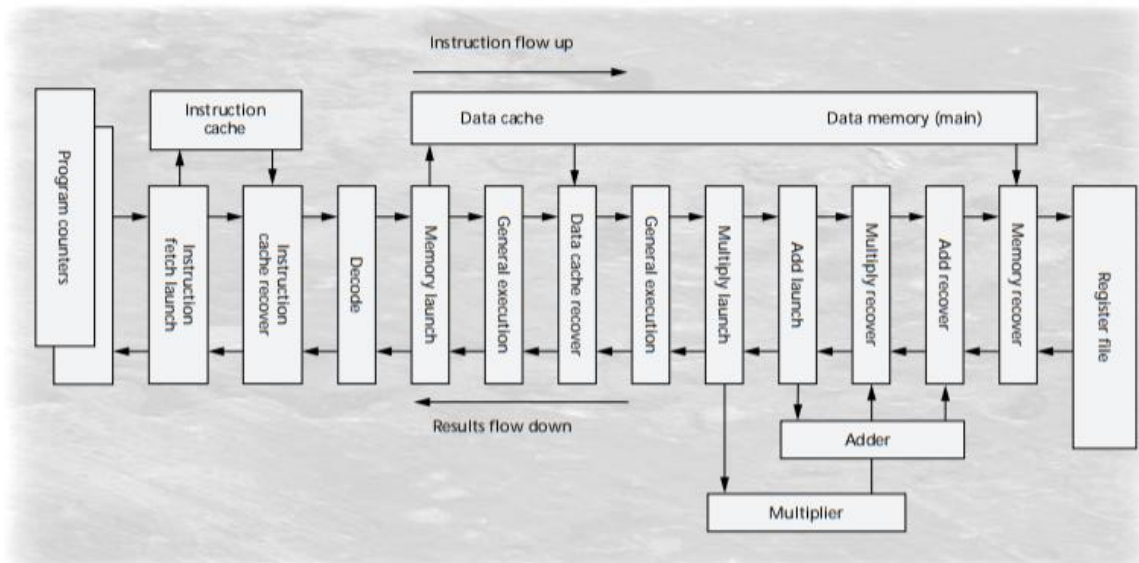 Instruction flow up
Instruction
cache
Data cache
Data memory (main)
Program counters
Instruction
fetch launch
Instruction
cache recover
Decode
Memory launch
General execution
Data cache recover
General execution
Multiply launch
Add launch
Multiply recover
Add recover
Memory recover
Register file
Results flow down
Adder
Multiplier